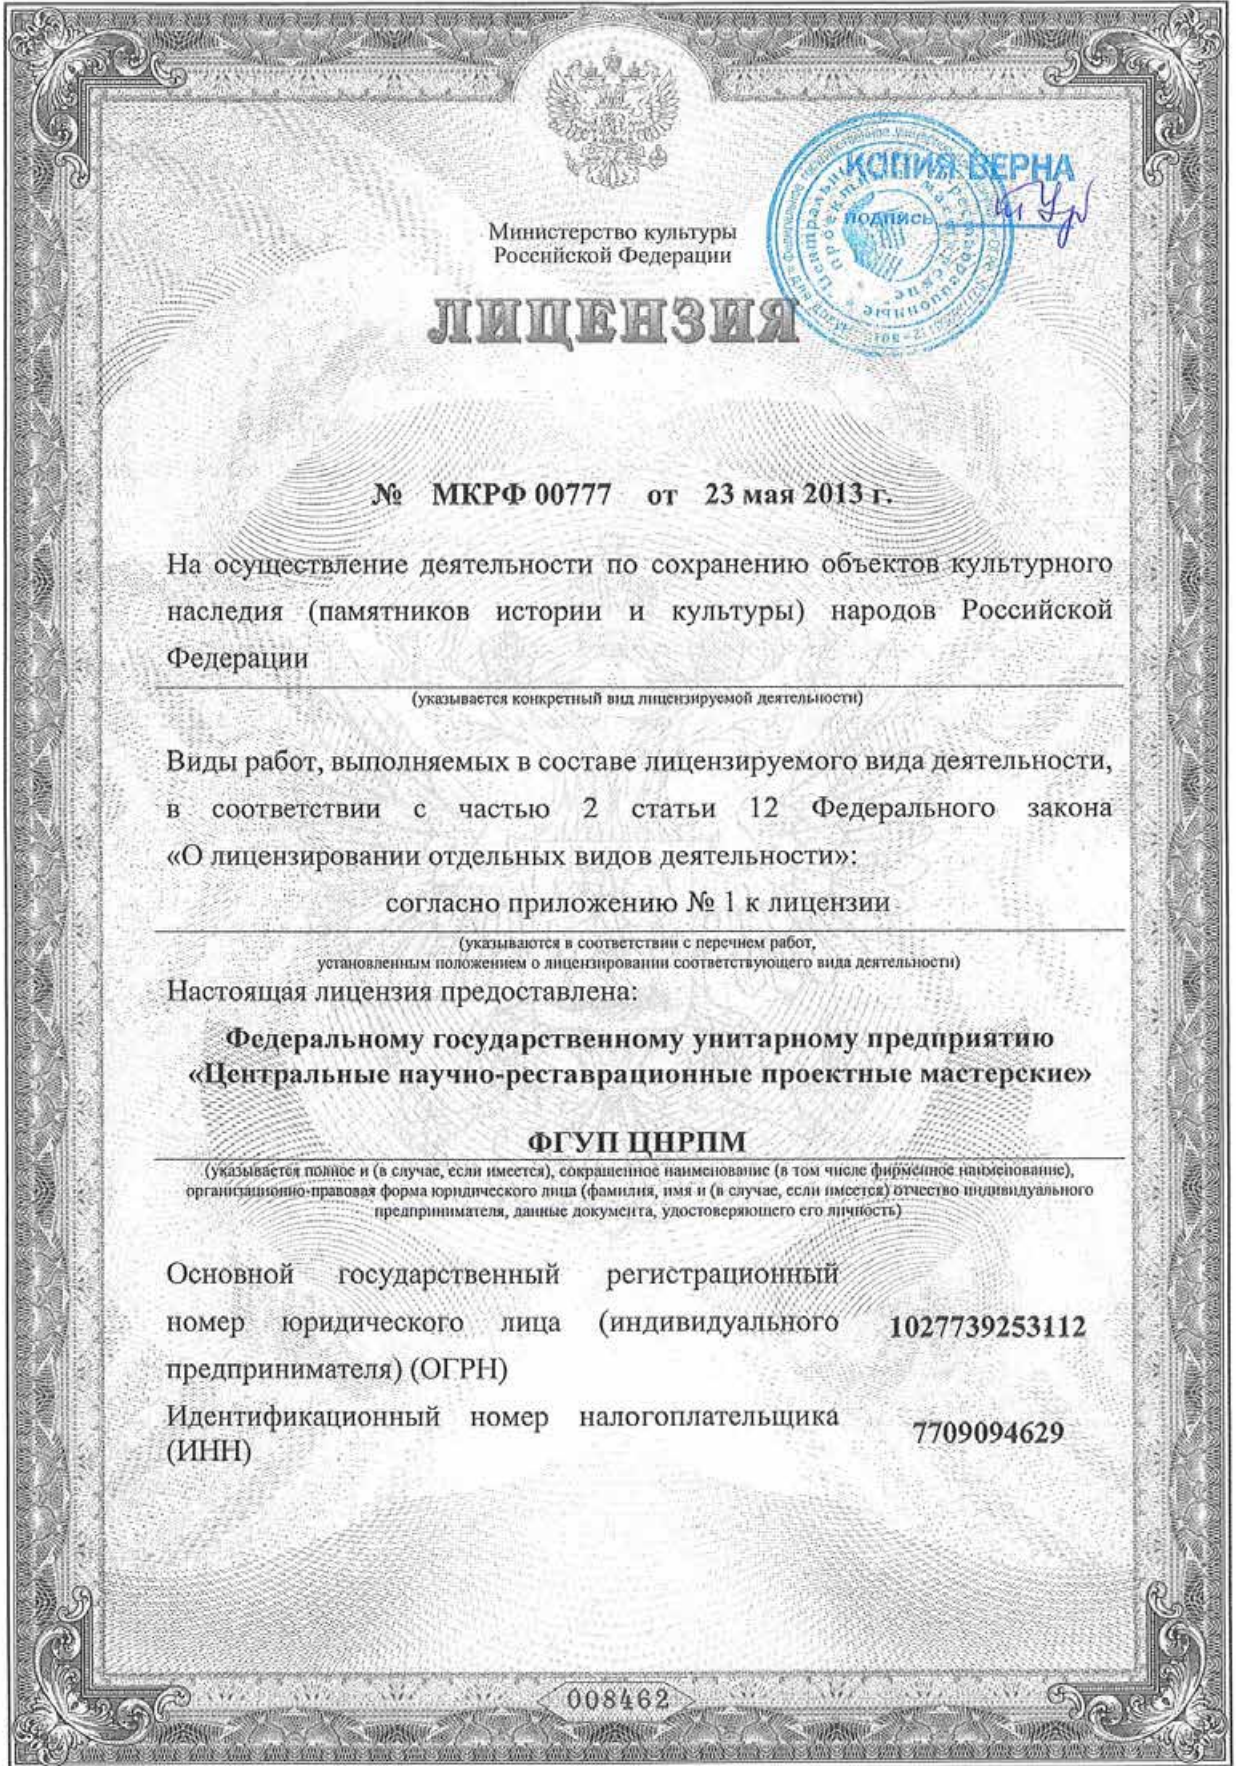 КОПИЯ ВЕРНА
ПОДПИСЬ
Министерство культуры
Российской Федерации
ЛИЦЕНЗИЯ
№ МКРФ 00777 от 23 мая 2013 г.
На осуществление деятельности по сохранению объектов культурного
наследия (памятников истории и культуры) народов Российской
Федерации
(указывается конкретный вид лицензируемой деятельности)
Виды работ, выполняемых в составе лицензируемого вида деятельности,
в соответствии с частью 2 статьи 12 Федерального закона
«О лицензировании отдельных видов деятельности»:
согласно приложению № 1 к лицензии
(указываются в соответствии с перечнем работ,
установленным положением о лицензировании соответствующего вида деятельности)
Настоящая лицензия предоставлена:
Федеральному государственному унитарному предприятию
«Центральные научно-реставрационные проектные мастерские»
ФГУП ЦНРПМ
(указывается полное и (в случае, если имеется), сокращенное наименование (в том числе фирменное наименование),
организационно-правовая форма юридического лица (фамилия, имя и (в случае, если имеется) отчество индивидуального
предпринимателя, данные документа, удостоверяющего его личность)
Основной государственный регистрационный
номер юридического лица (индивидуального 1027739253112
предпринимателя) (ОГРН)
Идентификационный номер налогоплательщика
(ИНН) 7709094629
008462